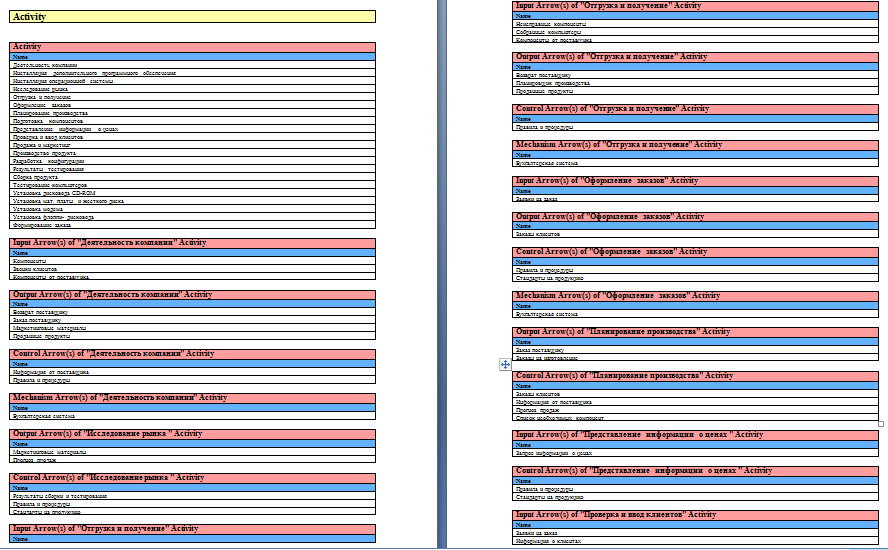 Activity
Activity
Name
Деятельность компании
Инсталляция дополнительного программного обеспечения
Инсталляция операционной системы
Исследование рынка
Отгрузка и получение
Оформление заказов
Планирование производства
Подготовка компонентов
Представление информации о ценах
Проверка и ввод клиентов
Продажа и маркетинг
Производство продукта
Разработка конфигурации
Результаты тестирования
Сборка продукта
Тестирование компьютеров
Установка дисковода CD-ROM
Установка мат. платы и жесткого диска
Установка модема
Установка флоппи- дисковода
Формирование заказа
Input Arrow(s) of "Деятельность компании" Activity
Name
Компоненты
Звонки клиентов
Компоненты от поставщика
Output Arrow(s) of "Деятельность компании" Activity
Name
Возврат поставщику
Заказ поставщику
Маркетинговые материалы
Проданные продукты
Control Arrow(s) of "Деятельность компании" Activity
Name
Информация от поставщика
Правила и процедуры
Mechanism Arrow(s) of "Деятельность компании" Activity
Name
Бухгалтерская система
Output Arrow(s) of "Исследование рынка " Activity
Name
Маркетинговые материалы
Прогноз продаж
Control Arrow(s) of "Исследование рынка " Activity
Name
Результаты сборки и тестирования
Правила и процедуры
Стандарты на продукцию
Input Arrow(s) of "Отгрузка и получение" Activity
Name
Input Arrow(s) of "Отгрузка и получение" Activity
Name
Неисправные компоненты
Собранные компьютеры
Компоненты от поставщика
Output Arrow(s) of "Отгрузка и получение" Activity
Name
Возврат поставщику
Планировщик производства
Проданные продукты
Control Arrow(s) of "Отгрузка и получение" Activity
Name
Правила и процедуры
Mechanism Arrow(s) of "Отгрузка и получение" Activity
Name
Бухгалтерская система
Input Arrow(s) of "Оформление заказов" Activity
Name
Заявки на заказ
Output Arrow(s) of "Оформление заказов" Activity
Name
Заказы клиентов
Control Arrow(s) of "Оформление заказов" Activity
Name
Правила и процедуры
Стандарты на продукцию
Mechanism Arrow(s) of "Оформление заказов" Activity
Name
Бухгалтерская система
Output Arrow(s) of "Планирование производства" Activity
Name
Заказ поставщику
Заказы на изготовление
Control Arrow(s) of "Планирование производства" Activity
Name
Заказы клиентов
Информация от поставщика
Прогноз продаж
Список необходимых компонент
Input Arrow(s) of "Представление информации о ценах " Activity
Name
Запрос информации о ценах
Control Arrow(s) of "Представление информации о ценах " Activity
Name
Правила и процедуры
Стандарты на продукцию
Input Arrow(s) of "Проверка и ввод клиентов" Activity
Name
Заявки на заказ
Информация о клиентах